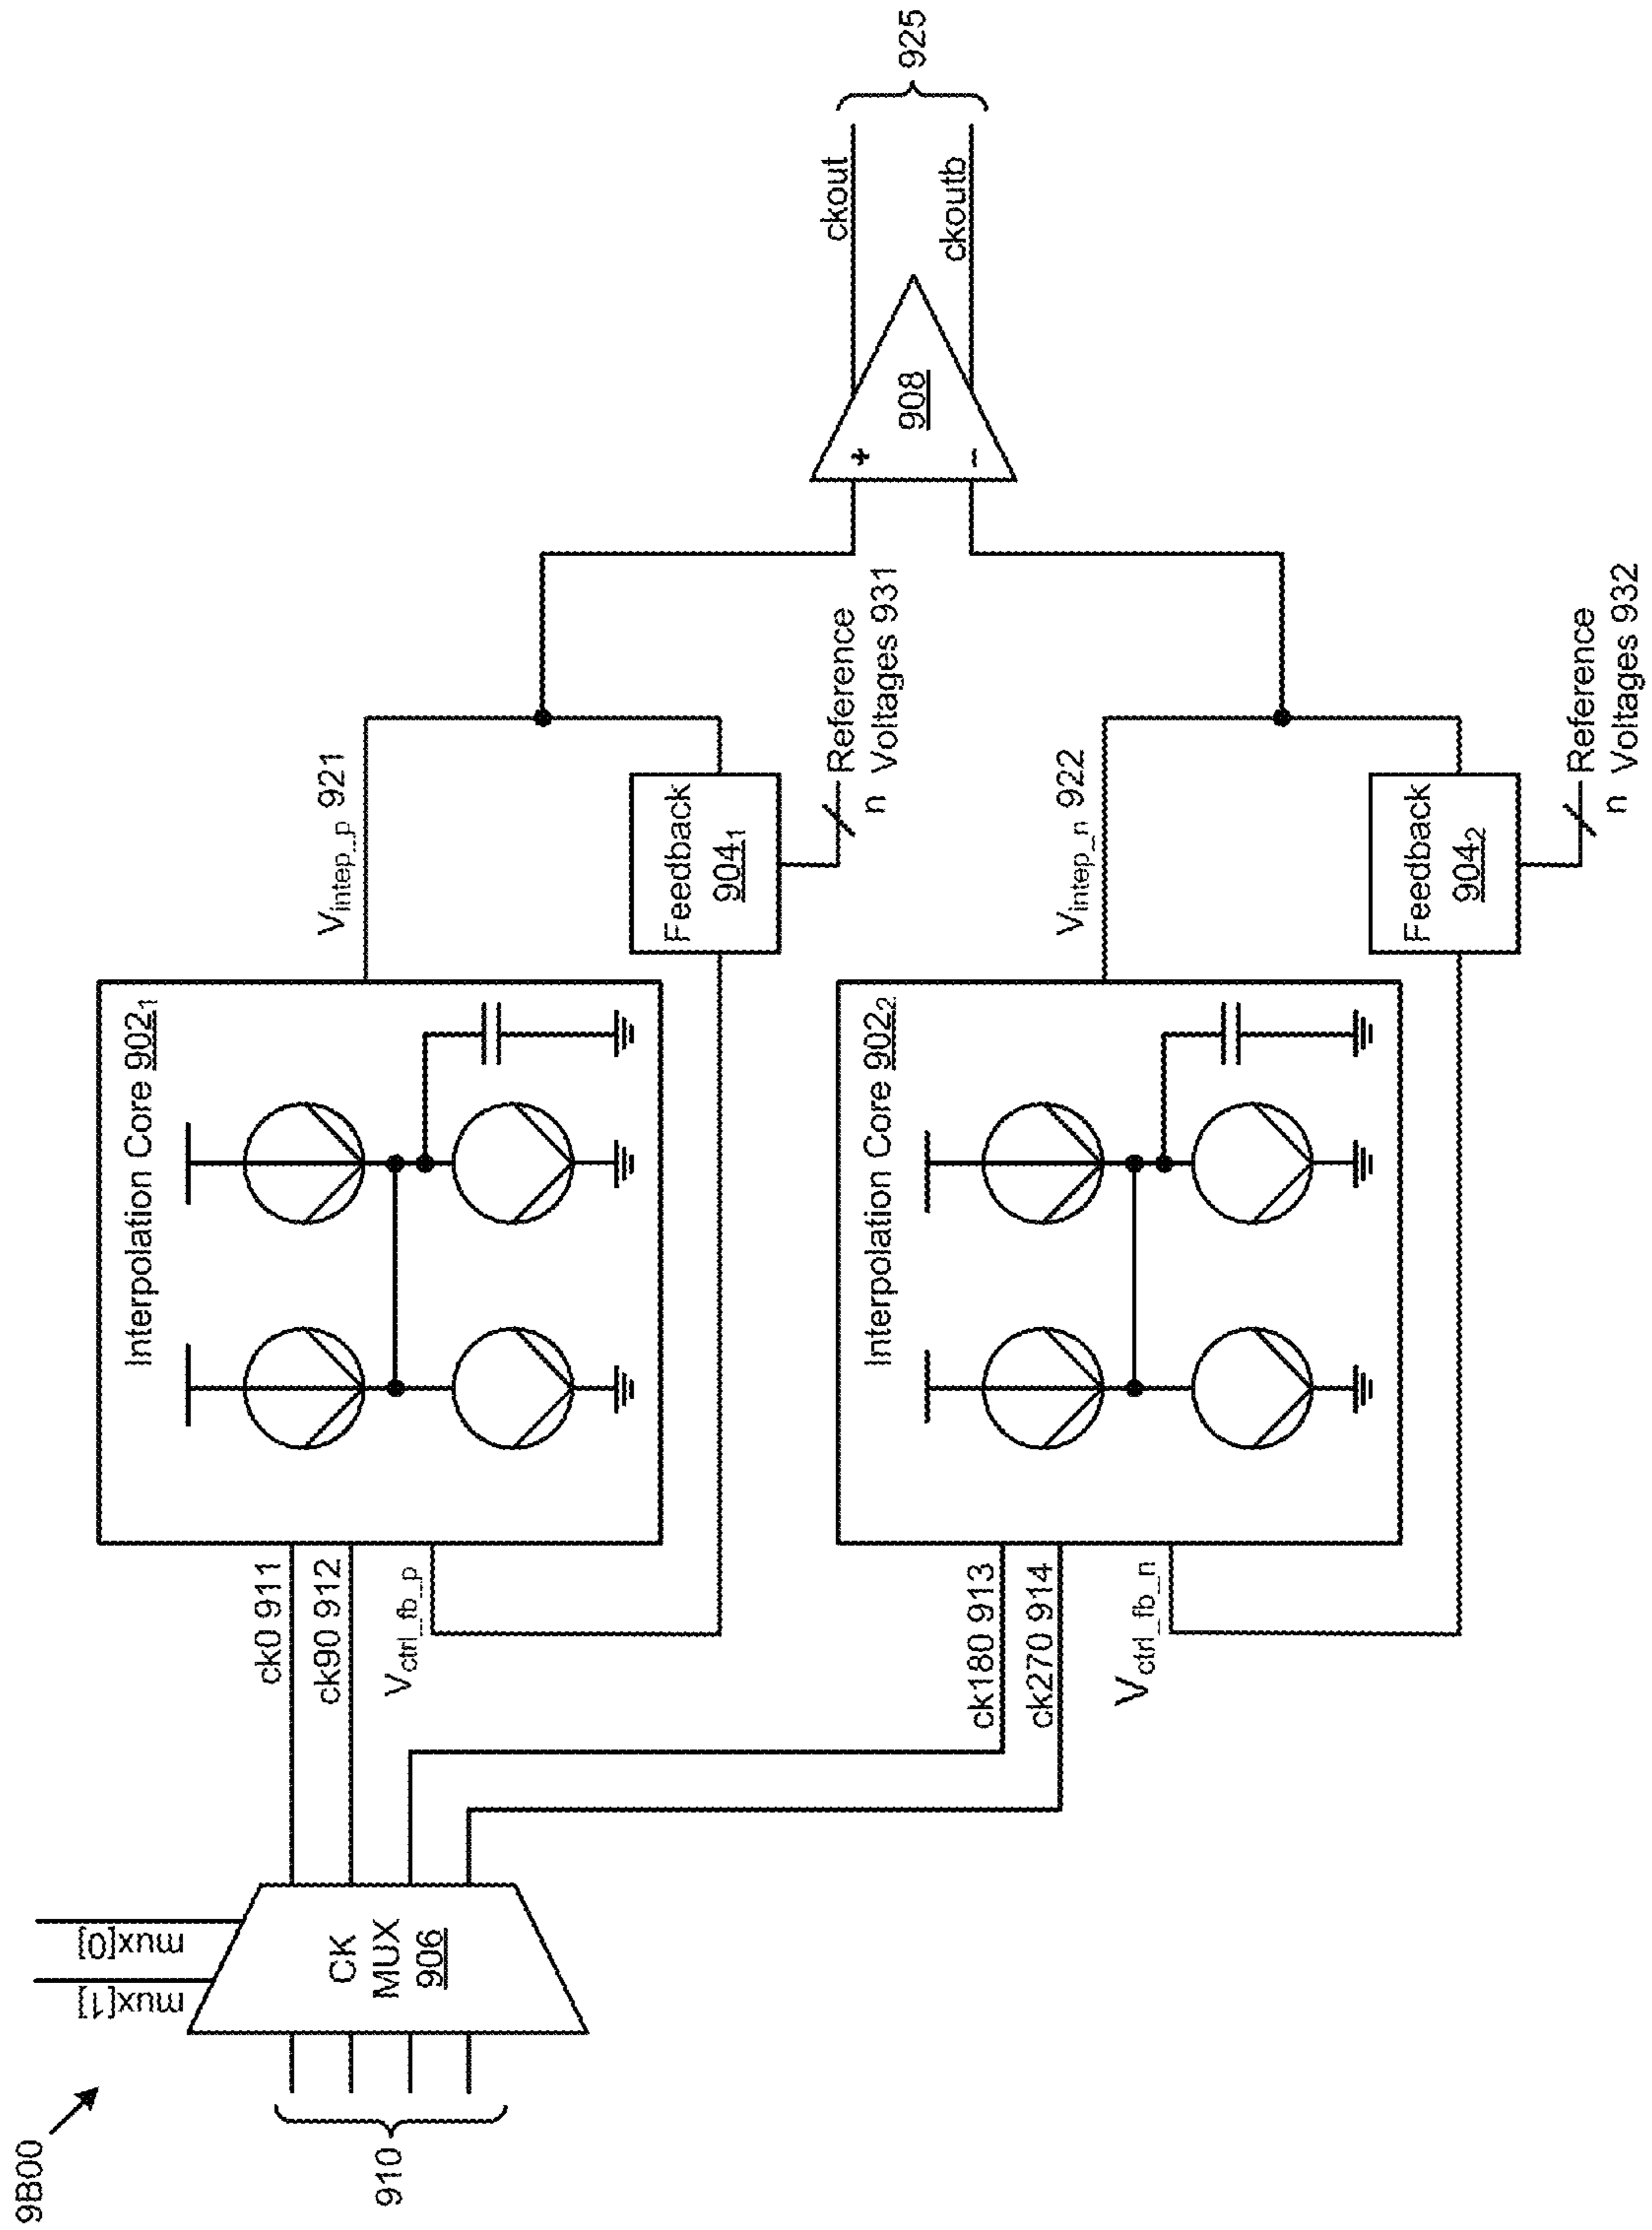 9B00
910
mux[1]
mux[0]
CK
MUX
906
ck0 911
ck90 912
Vctrl_fb_p
Interpolation Core 902₁
Vintep_p 921
Feedback
904₁
n
Reference
Voltages 931
ck180 913
ck270 914
Vctrl_fb_n
Interpolation Core 902₂
Vintep_n 922
Feedback
904₂
n
Reference
Voltages 932
+
−
908
ckout
ckoutb
925